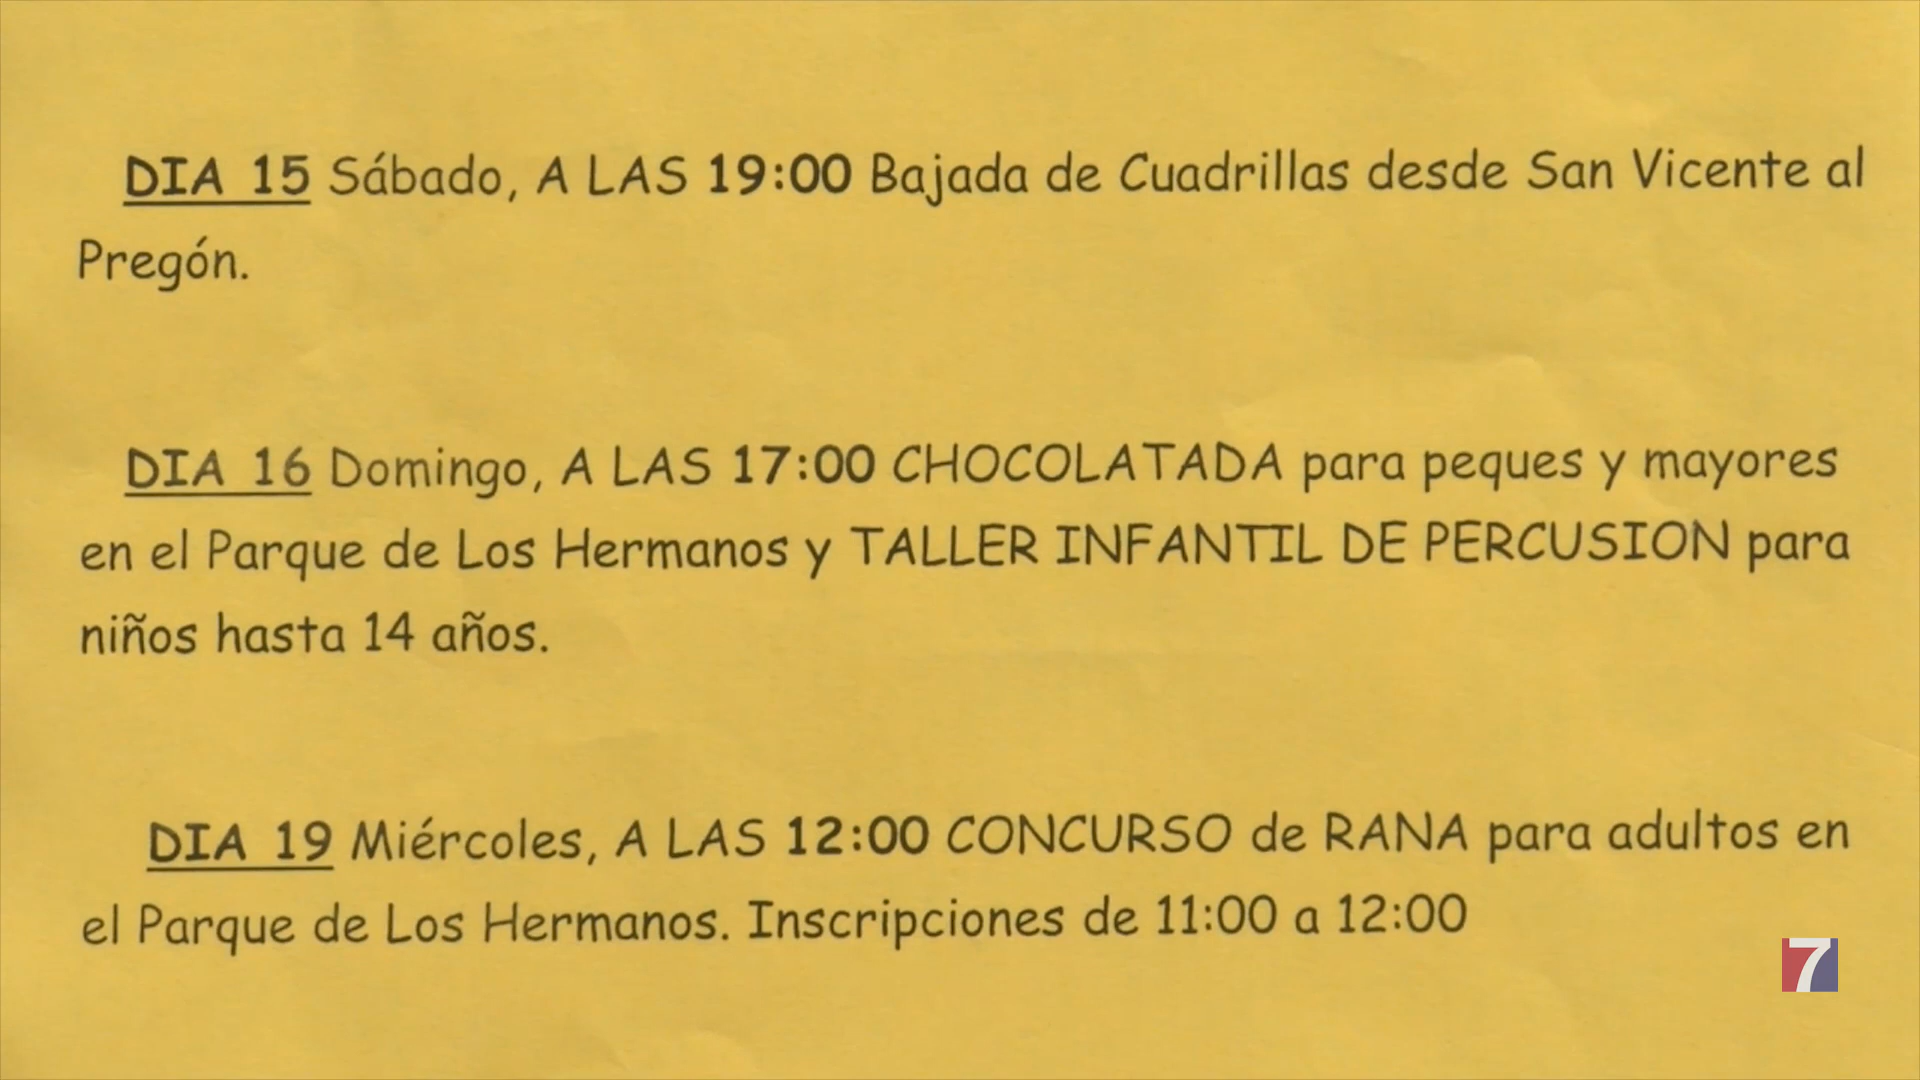 DIA 15 Sábado, A LAS 19:00 Bajada de Cuadrillas desde San Vicente al
Pregón.
DIA 16 Domingo, A LAS 17:00 CHOCOLATADA para peques y mayores
en el Parque de Los Hermanos y TALLER INFANTIL DE PERCUSION para
niños hasta 14 años.
DIA 19 Miércoles, A LAS 12:00 CONCURSO de RANA para adultos en
el Parque de Los Hermanos. Inscripciones de 11:00 a 12:00
7